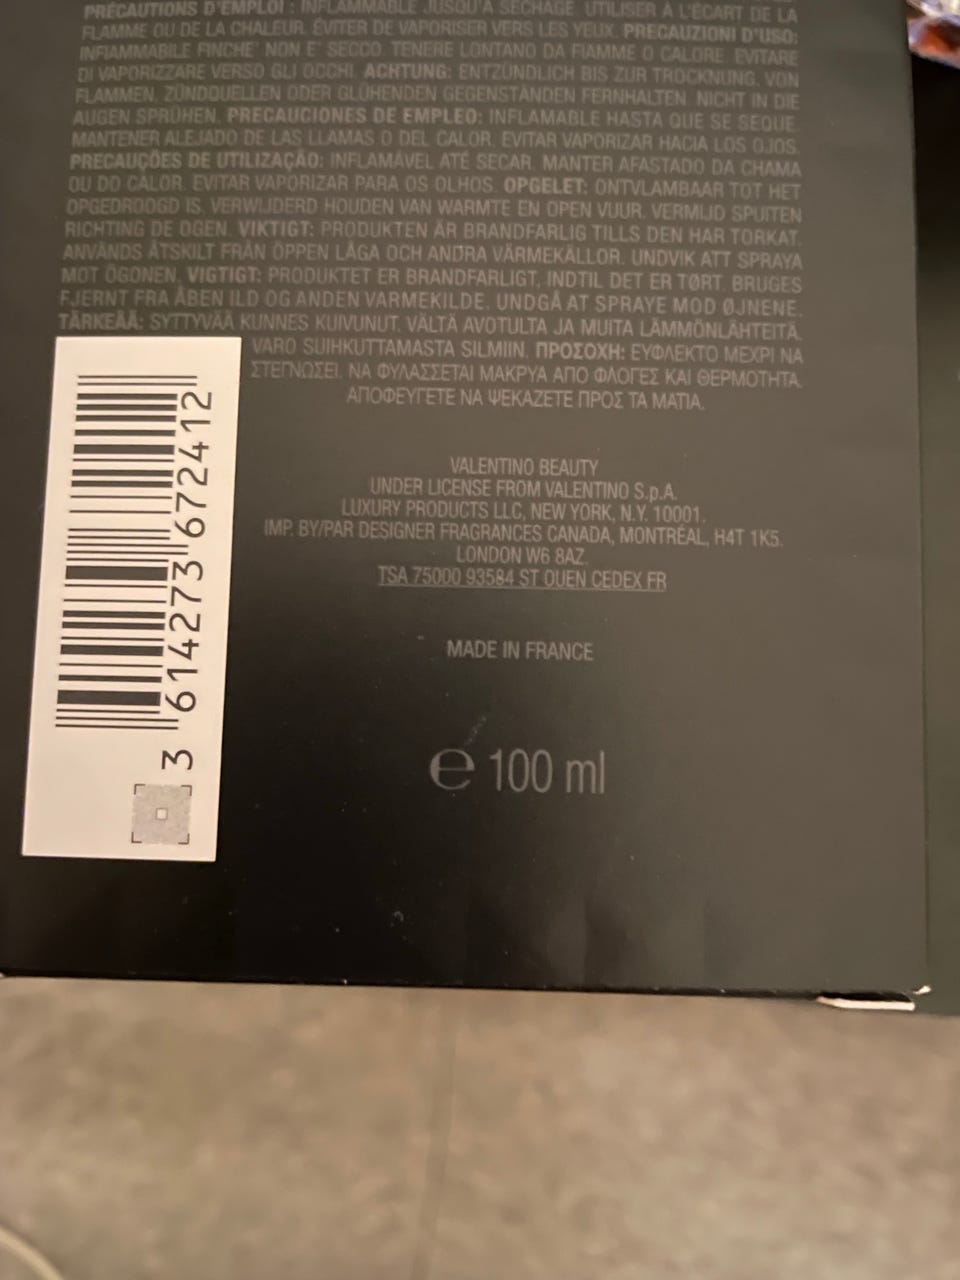 PRÉCAUTIONS D'EMPLOI : INFLAMMABLE JUSQU'À SÉCHAGE. UTILISER À L'ÉCART DE LA
FLAMME OU DE LA CHALEUR. ÉVITER DE VAPORISER VERS LES YEUX. PRECAUZIONI D'USO:
INFIAMMABILE FINCHE' NON E' SECCO. TENERE LONTANO DA FIAMME O CALORE. EVITARE
DI VAPORIZZARE VERSO GLI OCCHI. ACHTUNG: ENTZÜNDLICH BIS ZUR TROCKNUNG. VON
FLAMMEN, ZÜNDQUELLEN ODER GLÜHENDEN GEGENSTÄNDEN FERNHALTEN. NICHT IN DIE
AUGEN SPRÜHEN. PRECAUCIONES DE EMPLEO: INFLAMABLE HASTA QUE SE SEQUE.
MANTENER ALEJADO DE LAS LLAMAS O DEL CALOR. EVITAR VAPORIZAR HACIA LOS OJOS.
PRECAUÇÕES DE UTILIZAÇÃO: INFLAMÁVEL ATÉ SECAR. MANTER AFASTADO DA CHAMA
OU DO CALOR. EVITAR VAPORIZAR PARA OS OLHOS. OPGELET: ONTVLAMBAAR TOT HET
OPGEDROOGD IS. VERWIJDERD HOUDEN VAN WARMTE EN OPEN VUUR. VERMIJD SPUITEN
RICHTING DE OGEN. VIKTIGT: PRODUKTEN ÄR BRANDFARLIG TILLS DEN HAR TORKAT.
ANVÄNDS ÅTSKILT FRÅN ÖPPEN LÅGA OCH ANDRA VÄRMEKÄLLOR. UNDVIK ATT SPRAYA
MOT ÖGONEN. VIGTIGT: PRODUKTET ER BRANDFARLIGT, INDTIL DET ER TØRT. BRUGES
FJERNT FRA ÅBEN ILD OG ANDEN VARMEKILDE. UNDGÅ AT SPRAYE MOD ØJNENE.
TÄRKEÄÄ: SYTTYVÄÄ KUNNES KUIVUNUT. VÄLTÄ AVOTULTA JA MUITA LÄMMÖNLÄHTEITÄ.
VARO SUIHKUTTAMASTA SILMIIN. ΠΡΟΣΟΧΗ: ΕΥΦΛΕΚΤΟ ΜΕΧΡΙ ΝΑ
ΣΤΕΓΝΩΣΕΙ. ΝΑ ΦΥΛΑΣΣΕΤΑΙ ΜΑΚΡΥΑ ΑΠΟ ΦΛΟΓΕΣ ΚΑΙ ΘΕΡΜΟΤΗΤΑ.
ΑΠΟΦΕΥΓΕΤΕ ΝΑ ΨΕΚΑΖΕΤΕ ΠΡΟΣ ΤΑ ΜΑΤΙΑ.
VALENTINO BEAUTY
UNDER LICENSE FROM VALENTINO S.p.A.
LUXURY PRODUCTS LLC, NEW YORK, N.Y. 10001.
IMP. BY/PAR DESIGNER FRAGRANCES CANADA, MONTRÉAL, H4T 1K5.
LONDON W6 8AZ.
TSA 75000 93584 ST OUEN CEDEX FR
MADE IN FRANCE
℮ 100 ml
3 614273 672412